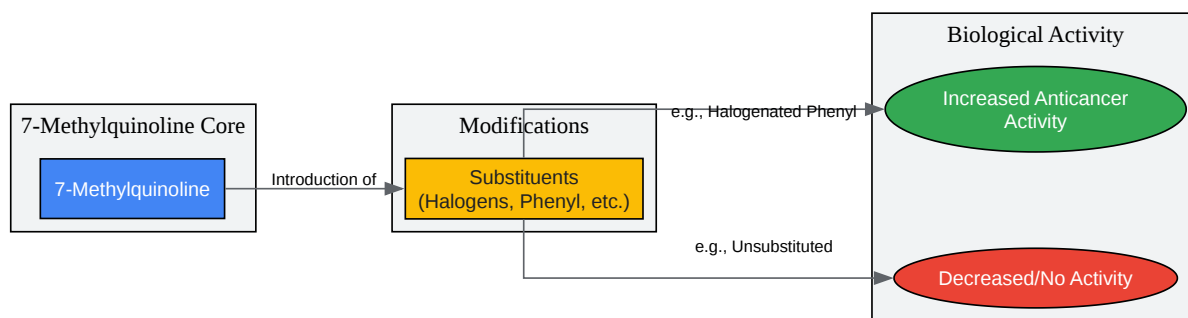 7-Methylquinoline Core
7-Methylquinoline
Introduction of
Modifications
Substituents
(Halogens, Phenyl, etc.)
e.g., Halogenated Phenyl
e.g., Unsubstituted
Biological Activity
Increased Anticancer
Activity
Decreased/No Activity